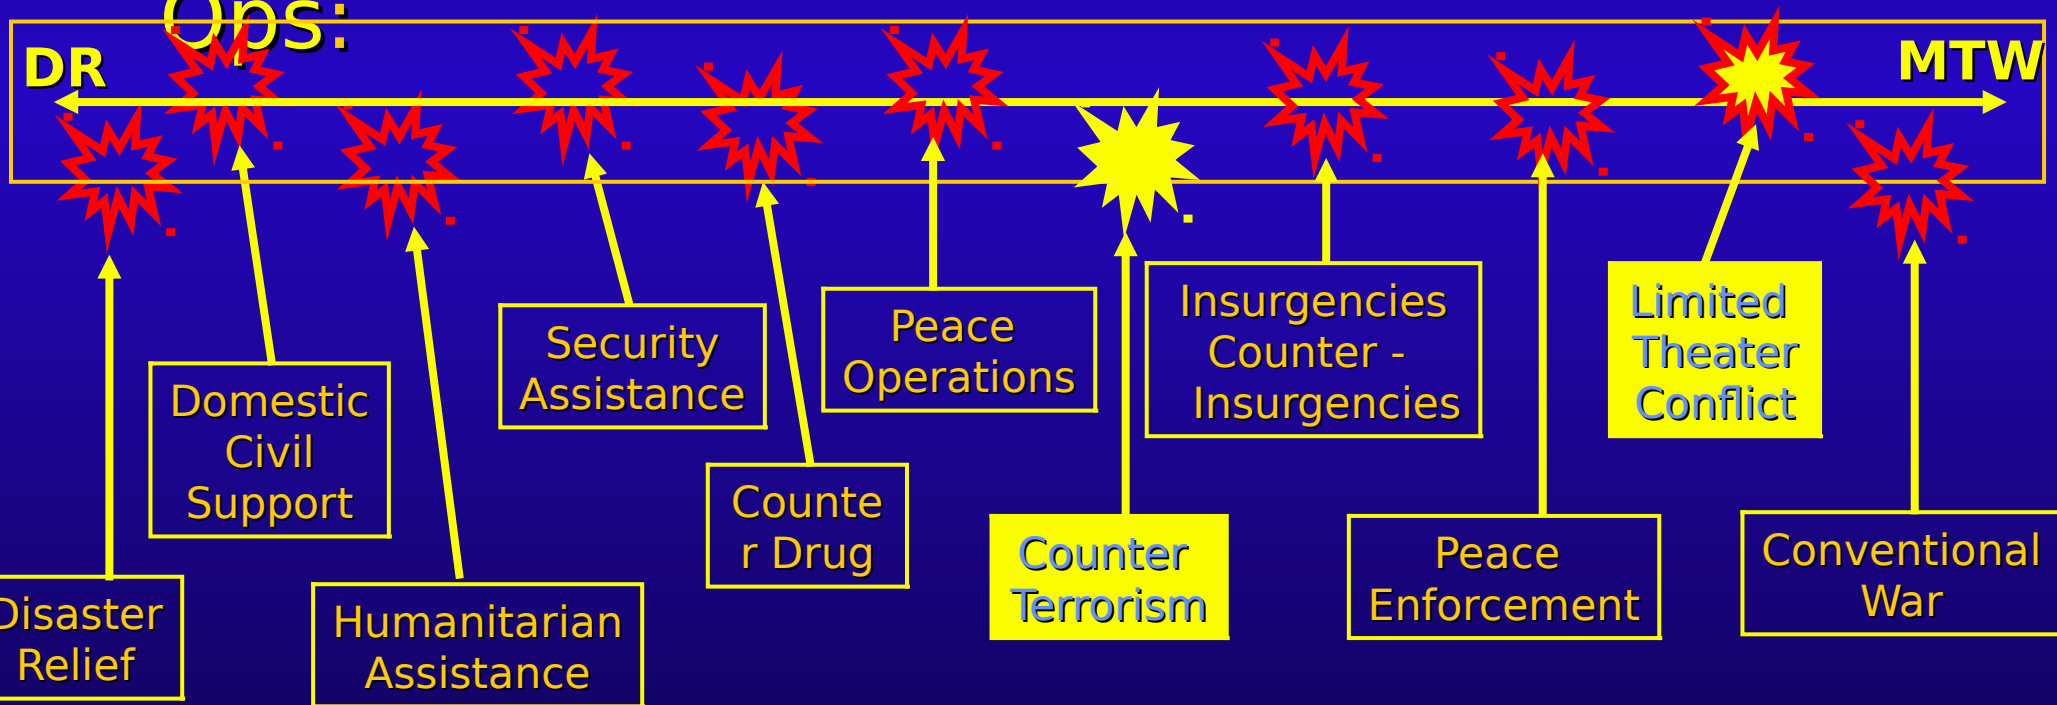 Ops:
DR
MTW
Disaster
Relief
Domestic
Civil
Support
Humanitarian
Assistance
Security
Assistance
Counte
r Drug
Peace
Operations
Counter
Terrorism
Insurgencies
Counter -
Insurgencies
Peace
Enforcement
Limited
Theater
Conflict
Conventional
War